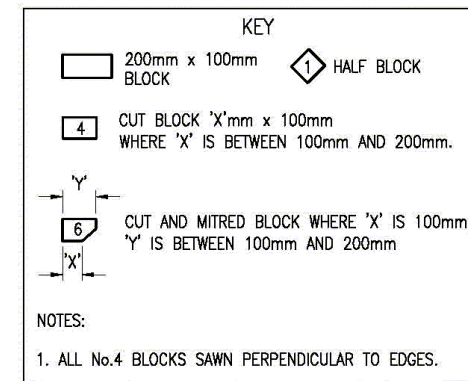 KEY
200mm x 100mm
BLOCK
1
HALF BLOCK
4
CUT BLOCK 'X'mm x 100mm
WHERE 'X' IS BETWEEN 100mm AND 200mm.
'Y'
6
CUT AND MITRED BLOCK WHERE 'X' IS 100mm
'Y' IS BETWEEN 100mm AND 200mm
'X'
NOTES:
1. ALL No.4 BLOCKS SAWN PERPENDICULAR TO EDGES.